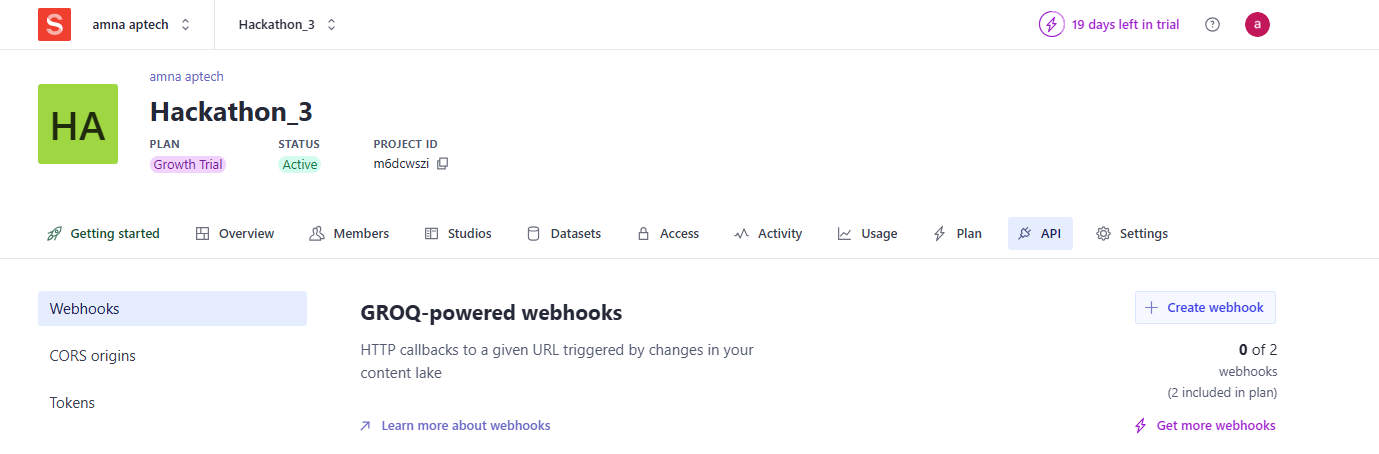 S amna aptech Hackathon_3 19 days left in trial a
amna aptech
HA
Hackathon_3
PLAN STATUS PROJECT ID
Growth Trial Active m6dcwszi
Getting started Overview Members Studios Datasets Access Activity Usage Plan API Settings
Webhooks
CORS origins
Tokens
GROQ-powered webhooks
HTTP callbacks to a given URL triggered by changes in your
content lake
Learn more about webhooks
Create webhook
0 of 2
webhooks
(2 included in plan)
Get more webhooks